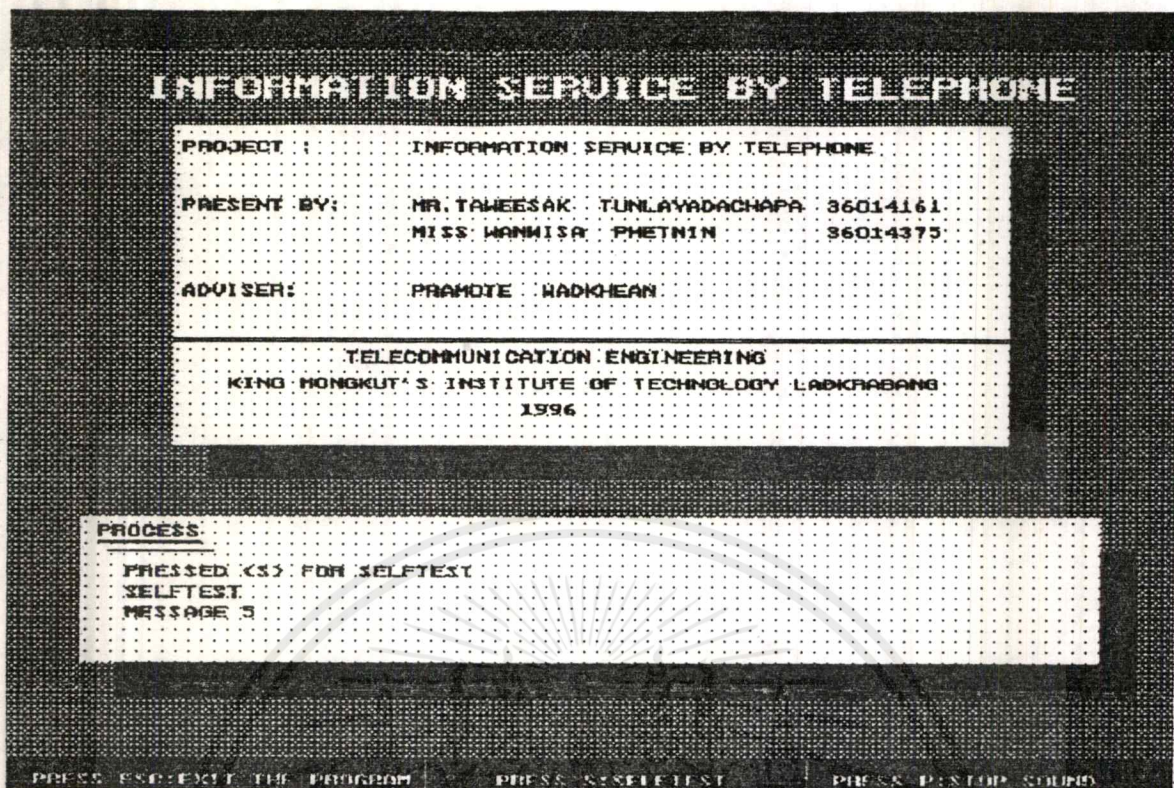 INFORMATION SERVICE BY TELEPHONE
PROJECT : INFORMATION SERVICE BY TELEPHONE
PRESENT BY: MR.TAWEESAK TUNLAYADACHAPA 36014161
MISS WANWISA PHETNIN 36014375
ADVISER: PRAMOTE WADKHEAN
TELECOMMUNICATION ENGINEERING
KING MONGKUT'S INSTITUTE OF TECHNOLOGY LADKRABANG
1996
PROCESS
PRESSED <S> FOR SELFTEST
SELFTEST
MESSAGE 5
PRESS ESC:EXIT THE PROGRAM PRESS S:SELFTEST PRESS P:STOP SOUND